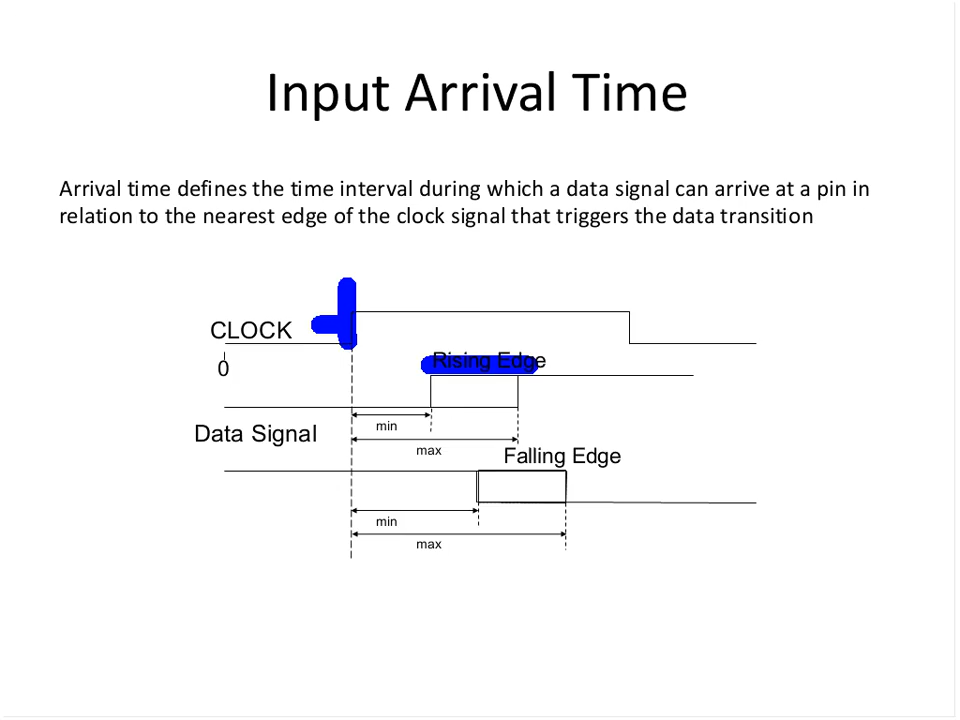 Input Arrival Time
Arrival time defines the time interval during which a data signal can arrive at a pin in
relation to the nearest edge of the clock signal that triggers the data transition
CLOCK
0
Rising Edge
min
Data Signal
max
Falling Edge
min
max